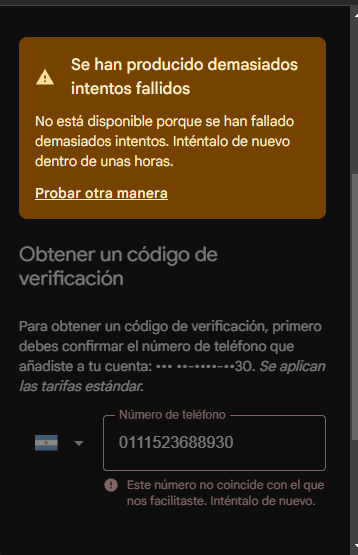 Se han producido demasiados
intentos fallidos
No está disponible porque se han fallado
demasiados intentos. Inténtalo de nuevo
dentro de unas horas.
Probar otra manera
Obtener un código de
verificación
Para obtener un código de verificación, primero
debes confirmar el número de teléfono que
añadiste a tu cuenta: ••• ••-••••-••30. Se aplican
las tarifas estándar.
Número de teléfono
0111523688930
Este número no coincide con el que
nos facilitaste. Inténtalo de nuevo.